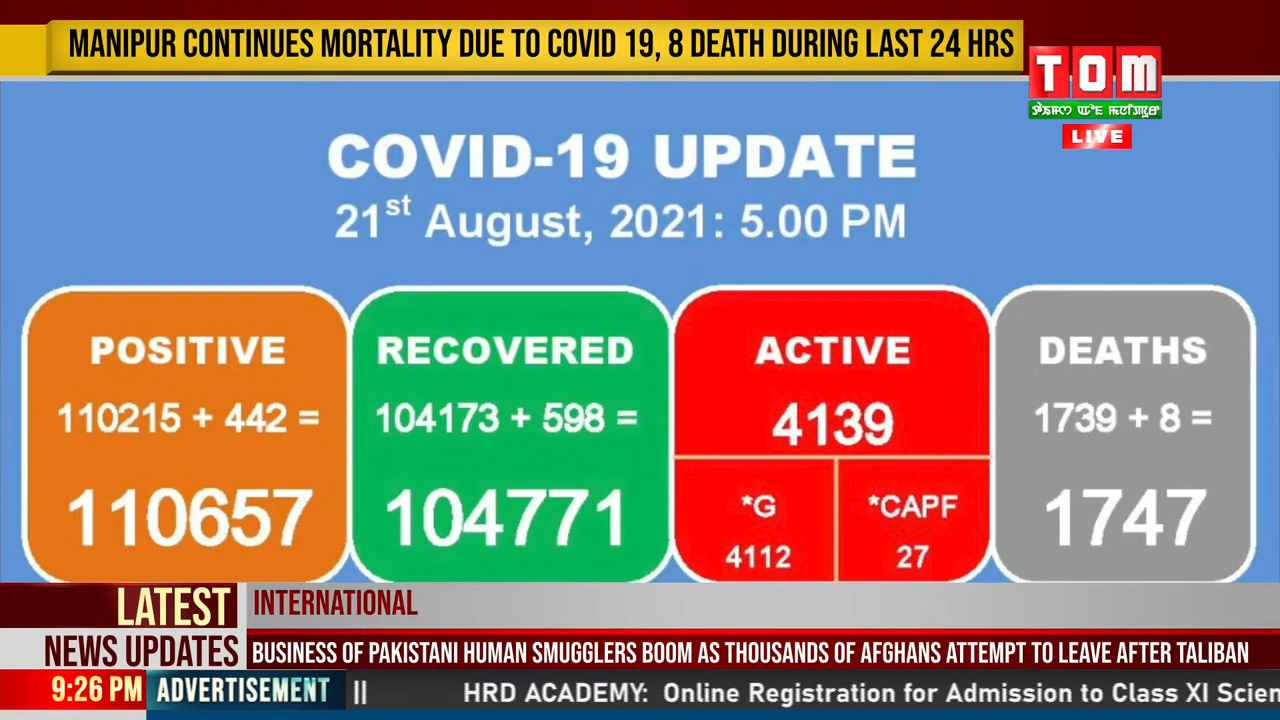 MANIPUR CONTINUES MORTALITY DUE TO COVID 19, 8 DEATH DURING LAST 24 HRS
TOM
LIVE
COVID-19 UPDATE
21st August, 2021: 5.00 PM
POSITIVE
110215 + 442 =
110657
RECOVERED
104173 + 598 =
104771
ACTIVE
4139
*G
4112
*CAPF
27
DEATHS
1739 + 8 =
1747
LATEST
NEWS UPDATES
INTERNATIONAL
BUSINESS OF PAKISTANI HUMAN SMUGGLERS BOOM AS THOUSANDS OF AFGHANS ATTEMPT TO LEAVE AFTER TALIBAN
9:26 PM
ADVERTISEMENT
|| HRD ACADEMY: Online Registration for Admission to Class XI Scien